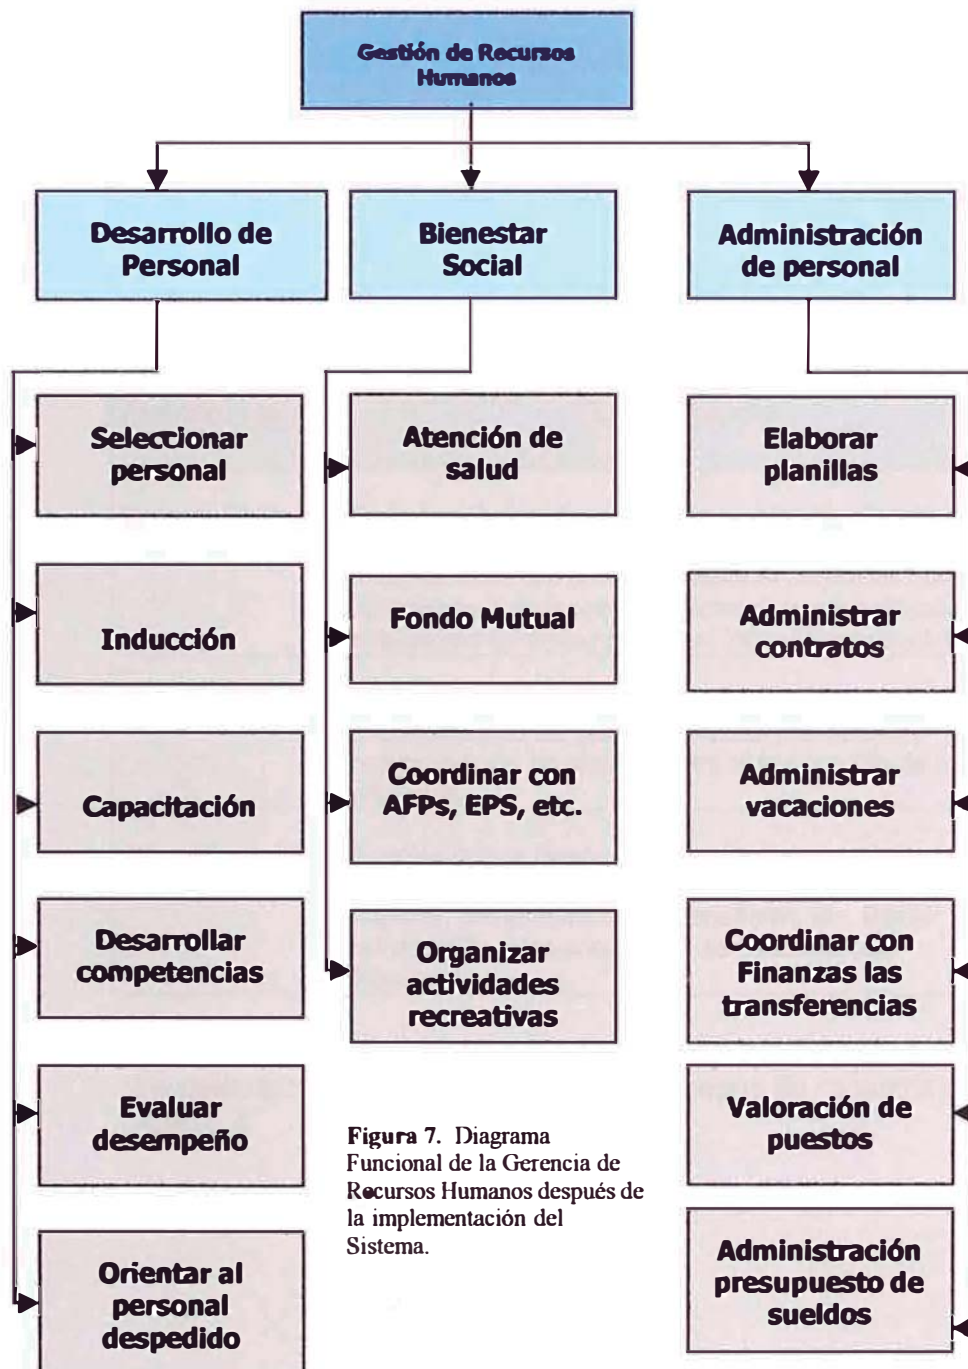 Gestión de Recursos
Humanos
Desarrollo de
Personal
Seleccionar
personal
Inducción
Capacitación
Desarrollar
competencias
Evaluar
desempeño
Orientar al
personal
despedido
Bienestar
Social
Atención de
salud
Fondo Mutual
Coordinar con
AFPs, EPS, etc.
Organizar
actividades
recreativas
Administración
de personal
Elaborar
planillas
Administrar
contratos
Administrar
vacaciones
Coordinar con
Finanzas las
transferencias
Valoración de
puestos
Administración
presupuesto de
sueldos
Figura 7. Diagrama
Funcional de la Gerencia de
Recursos Humanos después de
la implementación del
Sistema.